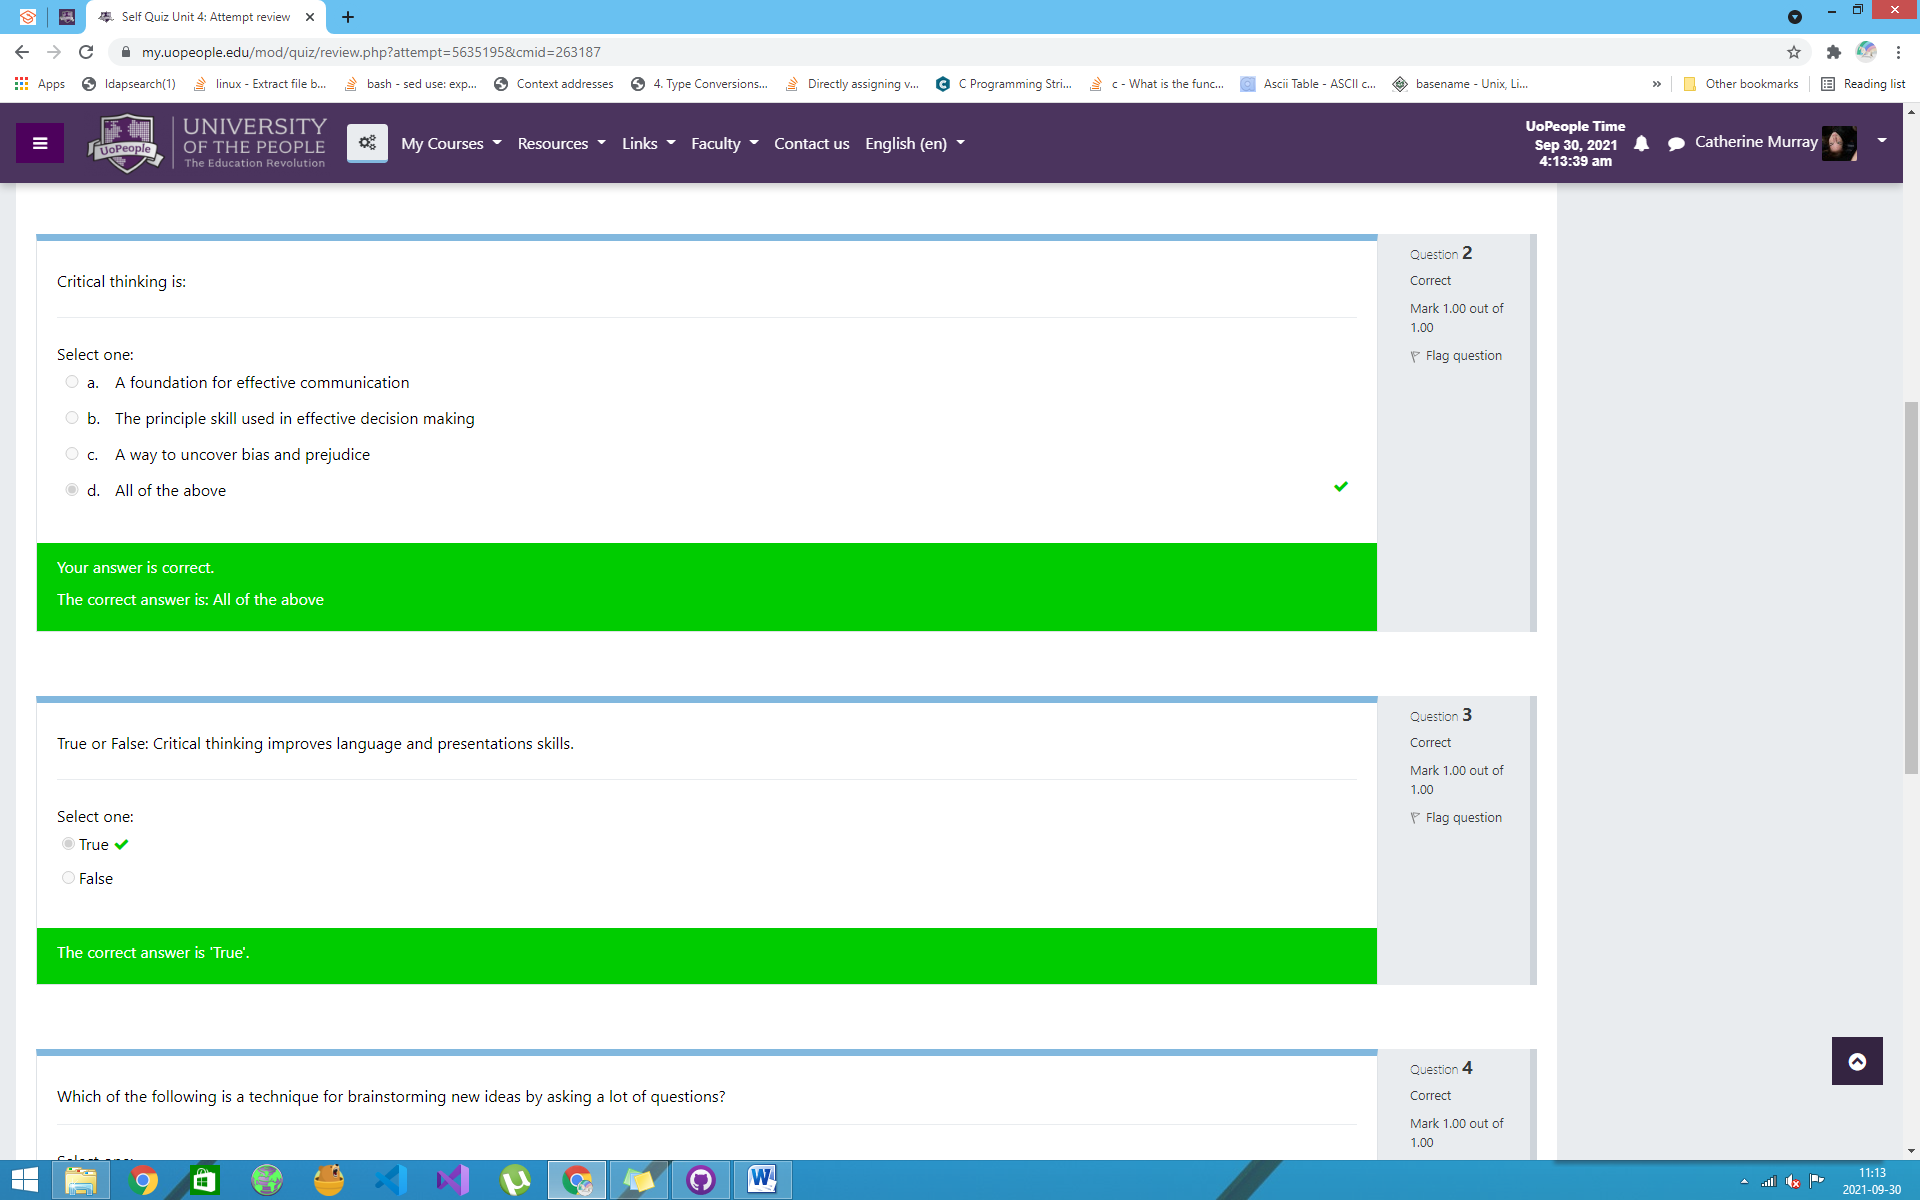 Self Quiz Unit 4: Attempt review
my.uopeople.edu/mod/quiz/review.php?attempt=5635195&cmid=263187
Apps ldapsearch(1) linux - Extract file b... bash - sed use: exp... Context addresses 4. Type Conversions... Directly assigning v... C Programming Stri... c - What is the func... Ascii Table - ASCII c... basename - Unix, Li... » Other bookmarks Reading list
UoPeople
UNIVERSITY
OF THE PEOPLE
The Education Revolution
My Courses Resources Links Faculty Contact us English (en)
UoPeople Time
Sep 30, 2021
4:13:39 am
Catherine Murray
Critical thinking is:
Select one:
a. A foundation for effective communication
b. The principle skill used in effective decision making
c. A way to uncover bias and prejudice
d. All of the above
Your answer is correct.
The correct answer is: All of the above
Question 2
Correct
Mark 1.00 out of
1.00
Flag question
True or False: Critical thinking improves language and presentations skills.
Select one:
True
False
The correct answer is 'True'.
Question 3
Correct
Mark 1.00 out of
1.00
Flag question
Which of the following is a technique for brainstorming new ideas by asking a lot of questions?
Select one:
Question 4
Correct
Mark 1.00 out of
1.00
11:13
2021-09-30